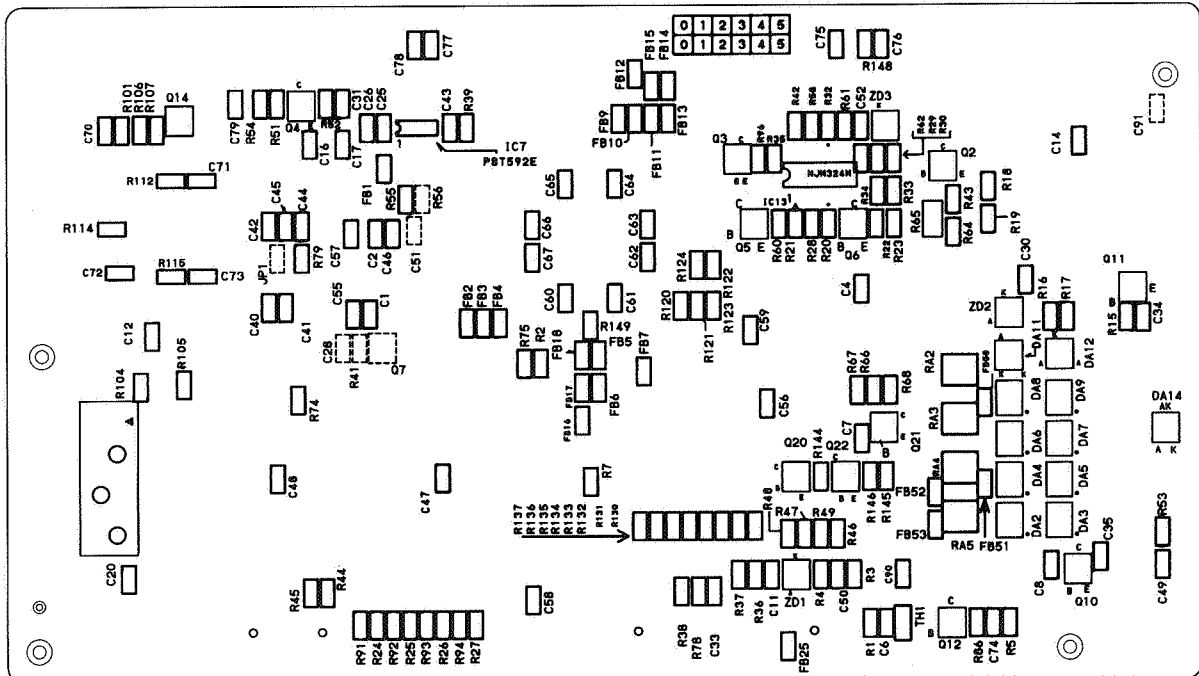 FB15
FB14
0 1 2 3 4 5
0 1 2 3 4 5
C78
C77
C75
R148
C76
FB12
C70
R101
R106
R107
Q14
C79
R54
R51
C
Q4
C31
C16
C17
C26
C25
1
C43
R39
IC7
PST592E
FB9
FB10
FB11
FB13
R42
R32
R61
C52
ZD3
E
R62
R29
R30
Q3
C
R96
NJM324M
C
Q2
B
E
C14
C91
R112
C71
FB1
R55
R56
C65
C64
R34
R33
R43
R18
R114
C42
C45
C44
C57
C2
C46
C51
C66
C63
C
B
Q5
E
R60
R21
IC13
1
R28
R20
C
B
E
Q6
R22
R23
R65
R64
R19
C72
R115
C73
JP1
R79
C67
C62
R124
R122
C4
C30
Q11
E
B
C40
C41
C55
C1
FB2
FB3
FB4
C60
C61
R120
R121
R123
C59
ZD2
A
R16
R17
R15
C34
C12
R105
C28
R41
Q7
R75
R2
R149
FB18
FB5
FB7
DA11
FB50
DA12
A
A
R104
R74
FB17
FB6
FB16
C56
R67
R66
R68
RA2
RA3
DA8
DA9
C7
C
E
B
Q21
DA6
DA7
DA14
AK
A K
C48
C47
R7
Q20
C
B
E
R144
Q22
C
B
E
R146
R145
RA4
FB52
FB53
DA4
DA5
R137
R136
R135
R134
R133
R132
R131
R130
R48
R47
R49
R46
RA5
FB51
DA2
DA3
C35
R53
C20
R45
R44
C58
R37
R36
C11
ZD1
A
R4
C50
R3
C90
C8
C
B
E
Q10
C49
R91
R24
R92
R25
R93
R26
R94
R27
R38
R78
C33
FB25
R1
C6
TH1
C
B
Q12
R86
C74
R5